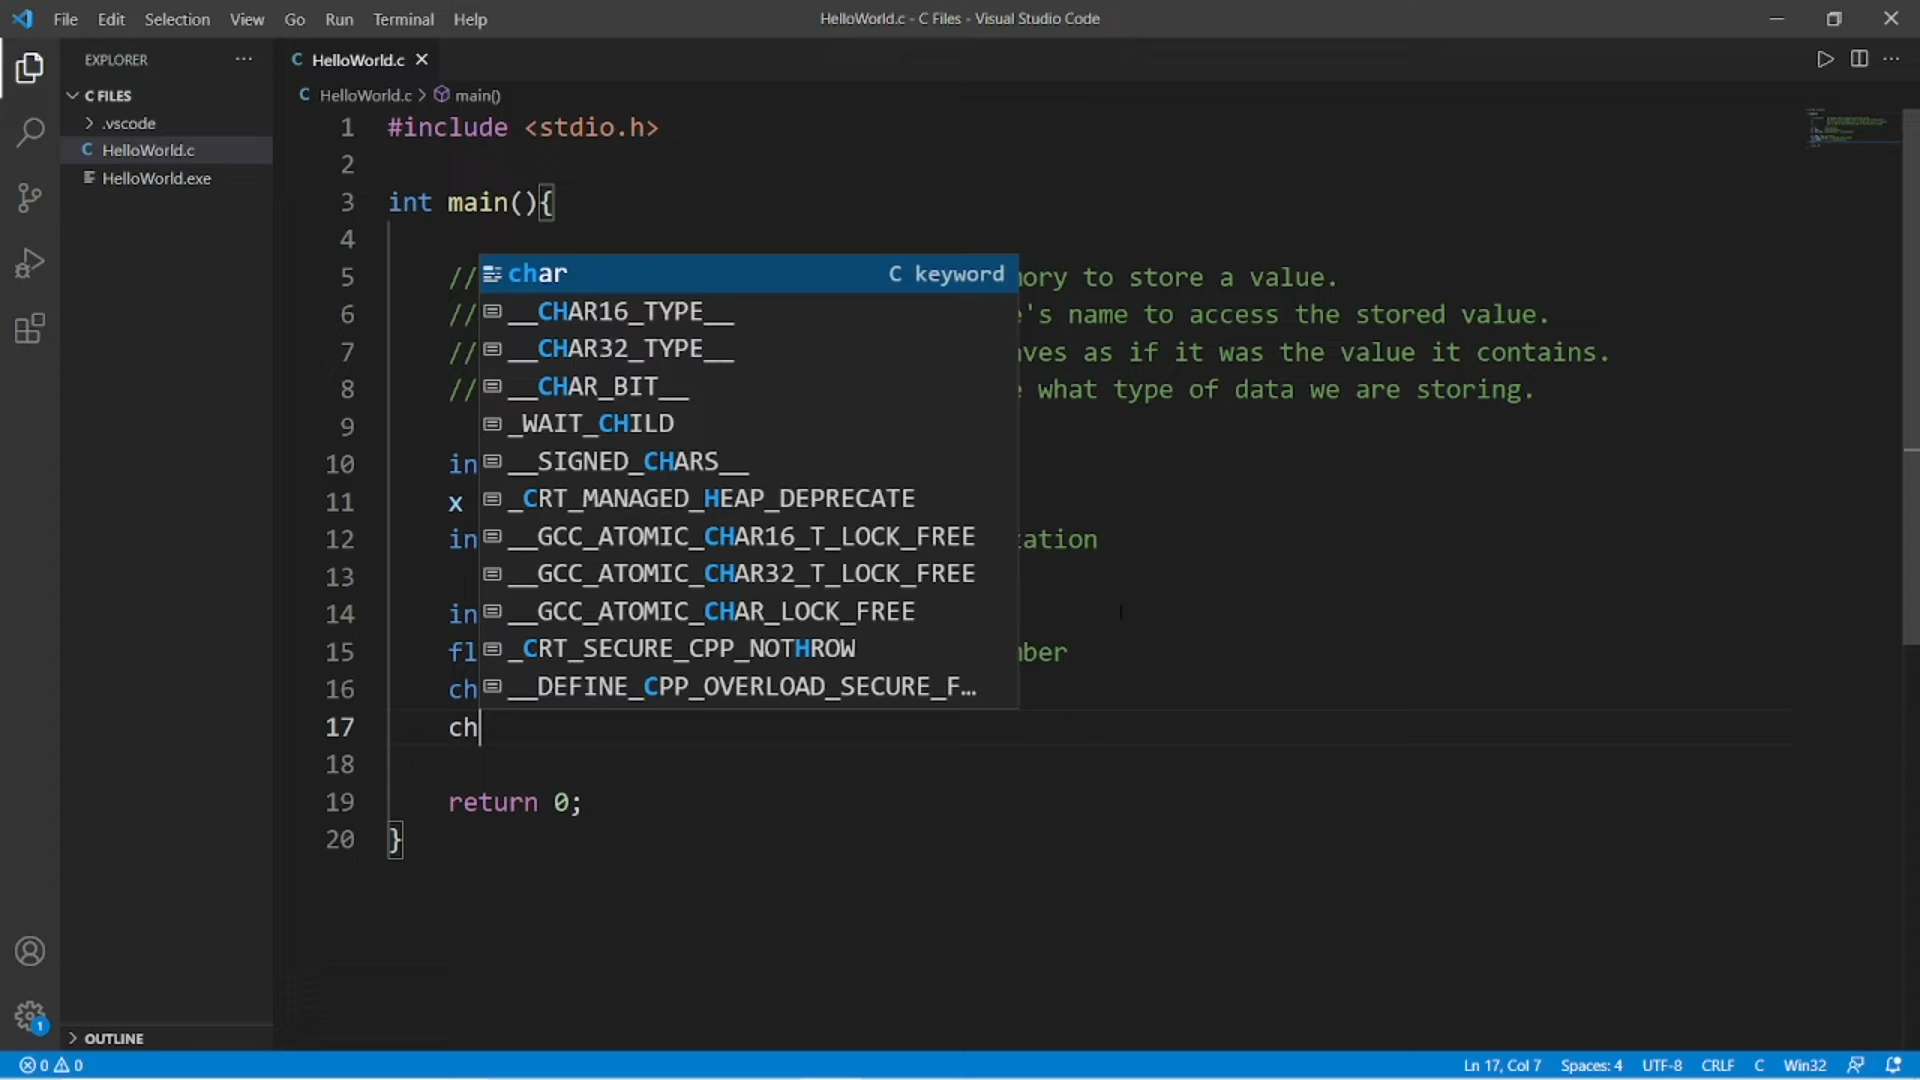 File Edit Selection View Go Run Terminal Help
HelloWorld.c - C Files - Visual Studio Code
EXPLORER ···
C FILES
.vscode
C HelloWorld.c
HelloWorld.exe
OUTLINE
C HelloWorld.c
C HelloWorld.c > main()
1 #include <stdio.h>
2
3 int main(){
4
5 // ory to store a value.
6 // 's name to access the stored value.
7 // ves as if it was the value it contains.
8 // what type of data we are storing.
9
10 in
11 x
12 in zation
13
14 in
15 fl mber
16 ch
17 ch
18
19 return 0;
20 }
char C keyword
__CHAR16_TYPE__
__CHAR32_TYPE__
__CHAR_BIT__
_WAIT_CHILD
__SIGNED_CHARS__
_CRT_MANAGED_HEAP_DEPRECATE
__GCC_ATOMIC_CHAR16_T_LOCK_FREE
__GCC_ATOMIC_CHAR32_T_LOCK_FREE
__GCC_ATOMIC_CHAR_LOCK_FREE
_CRT_SECURE_CPP_NOTHROW
__DEFINE_CPP_OVERLOAD_SECURE_F…
1
0 0
Ln 17, Col 7 Spaces: 4 UTF-8 CRLF C Win32